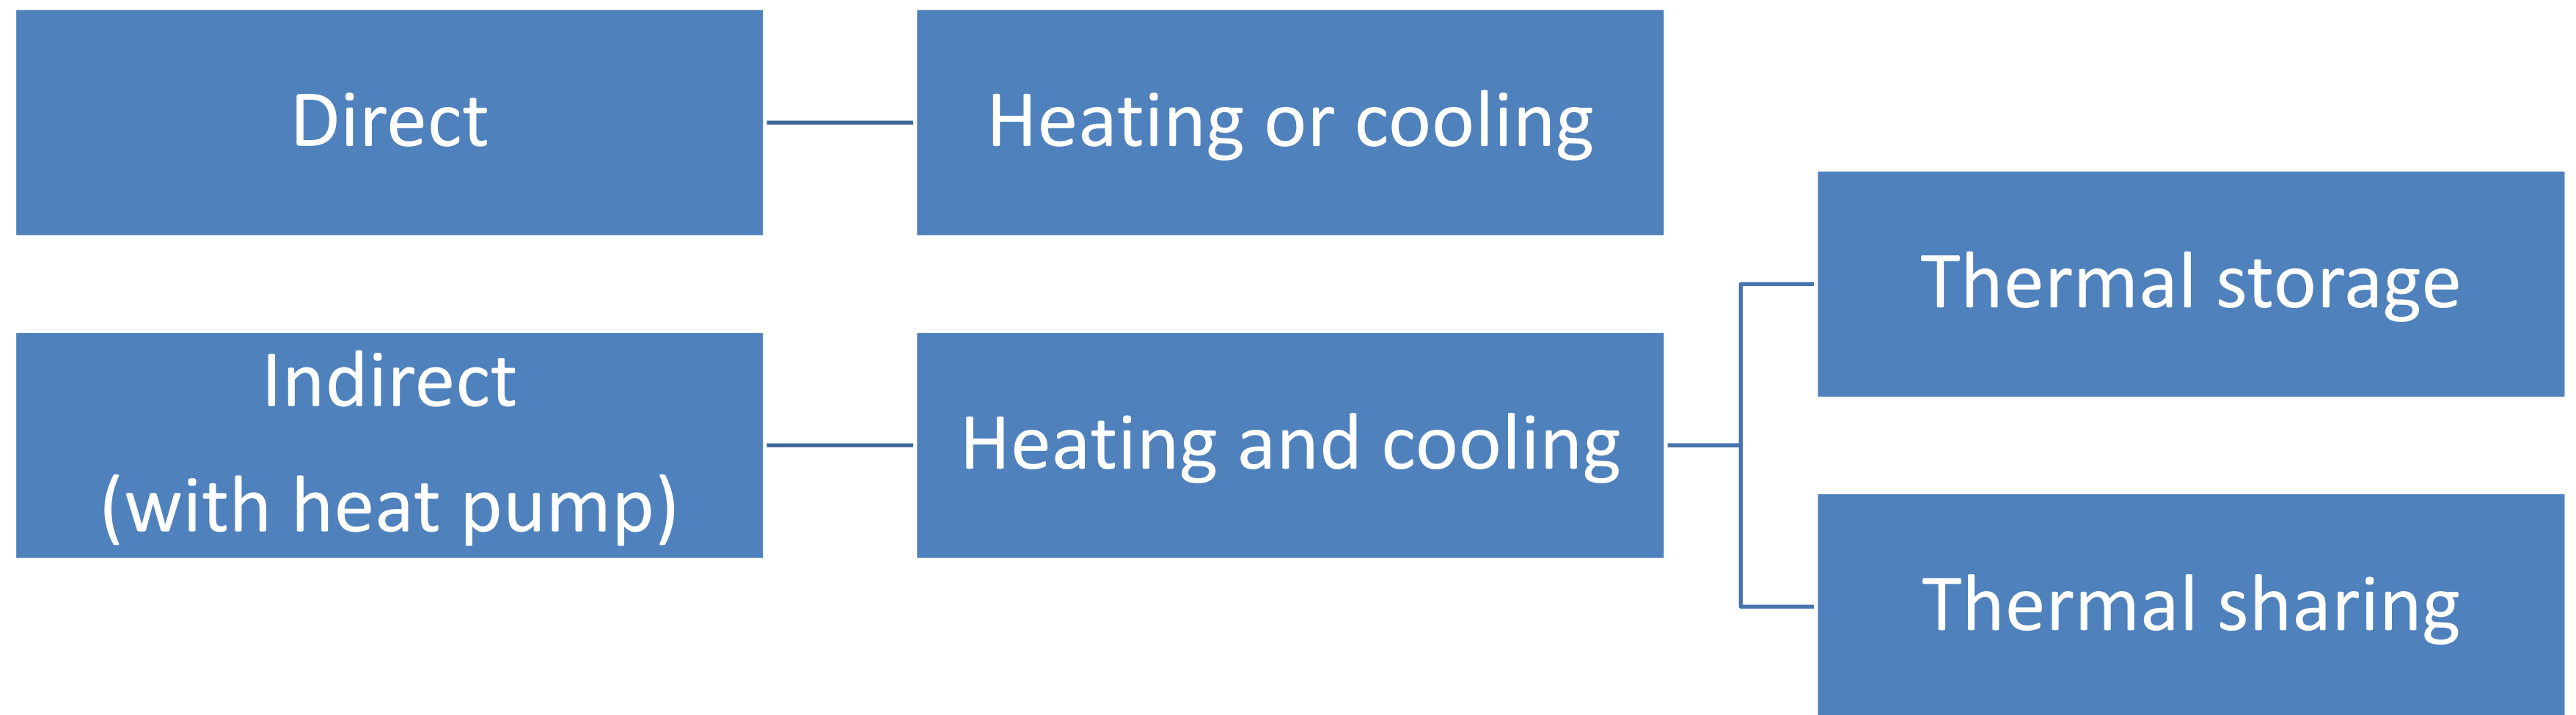 Direct
Heating or cooling
Thermal storage
Indirect
(with heat pump)
Heating and cooling
Thermal sharing